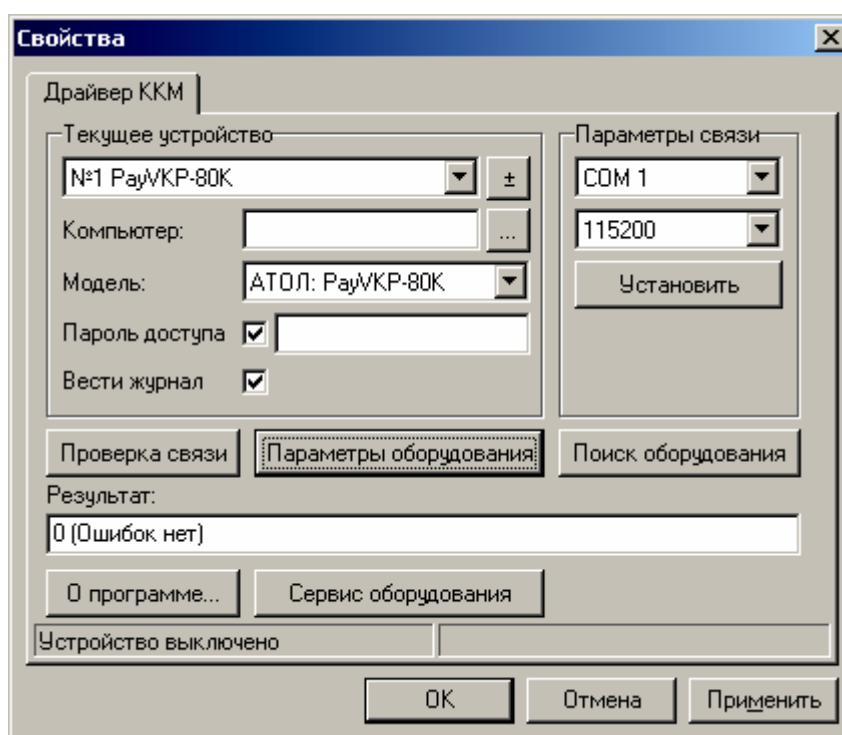 Свойства
Драйвер ККМ
Текущее устройство
Параметры связи
№1 PayVKP-80K
±
COM 1
Компьютер:
...
115200
Модель:
АТОЛ: PayVKP-80K
Установить
Пароль доступа
Вести журнал
Проверка связи
Параметры оборудования
Поиск оборудования
Результат:
0 (Ошибок нет)
О программе...
Сервис оборудования
Устройство выключено
OK
Отмена
Применить